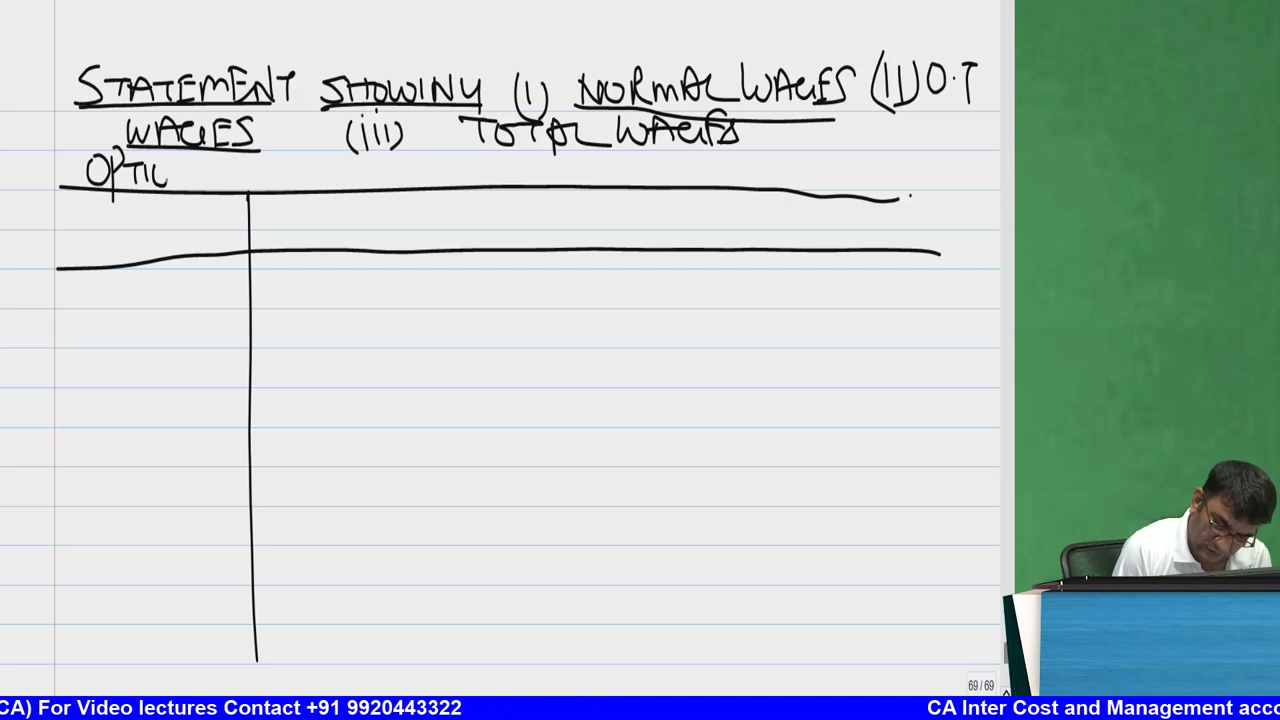 STATEMENT SHOWING (i) NORMAL WAGES (ii) O.T
WAGES (iii) TOTAL WAGES
OPTIC
69/69
CA) For Video lectures Contact +91 9920443322 CA Inter Cost and Management acco